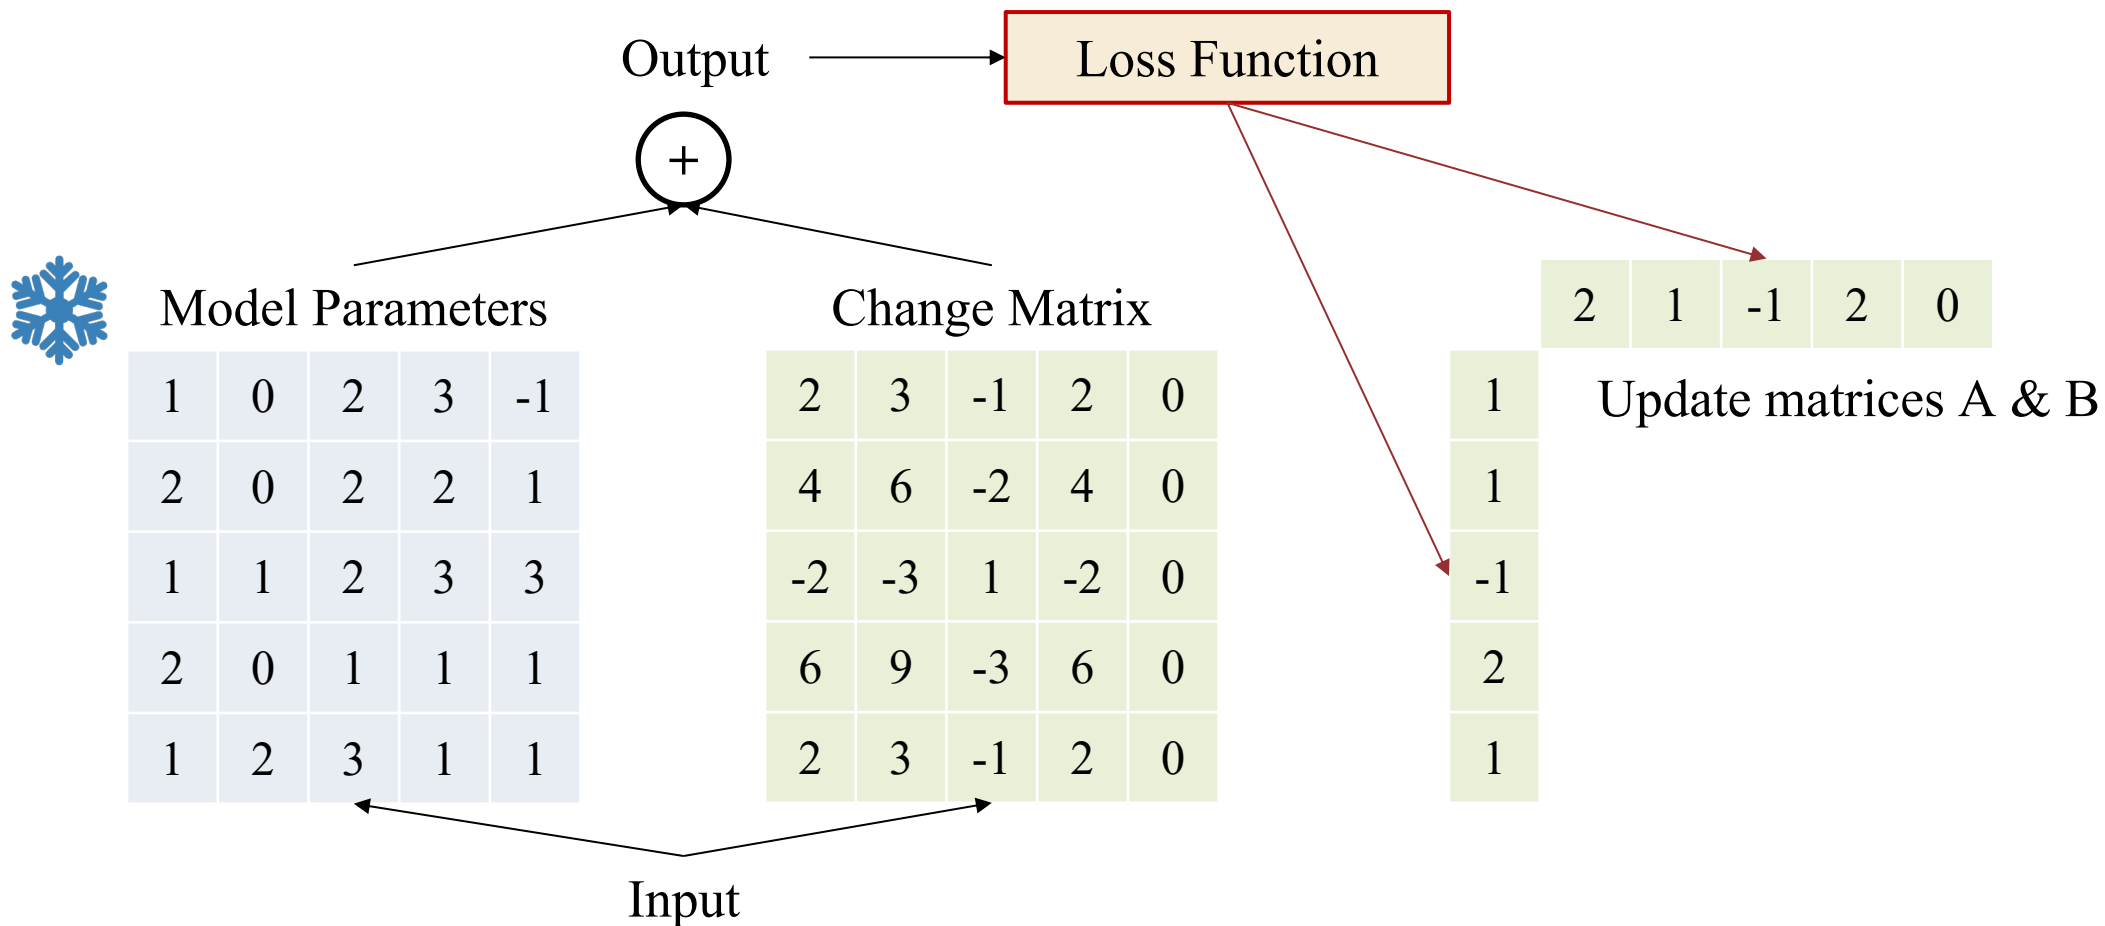 Output
Loss Function
+
Model Parameters
Change Matrix
2 1 -1 2 0
Update matrices A & B
1 0 2 3 -1
2 0 2 2 1
1 1 2 3 3
2 0 1 1 1
1 2 3 1 1
2 3 -1 2 0
4 6 -2 4 0
-2 -3 1 -2 0
6 9 -3 6 0
2 3 -1 2 0
1
1
-1
2
1
Input